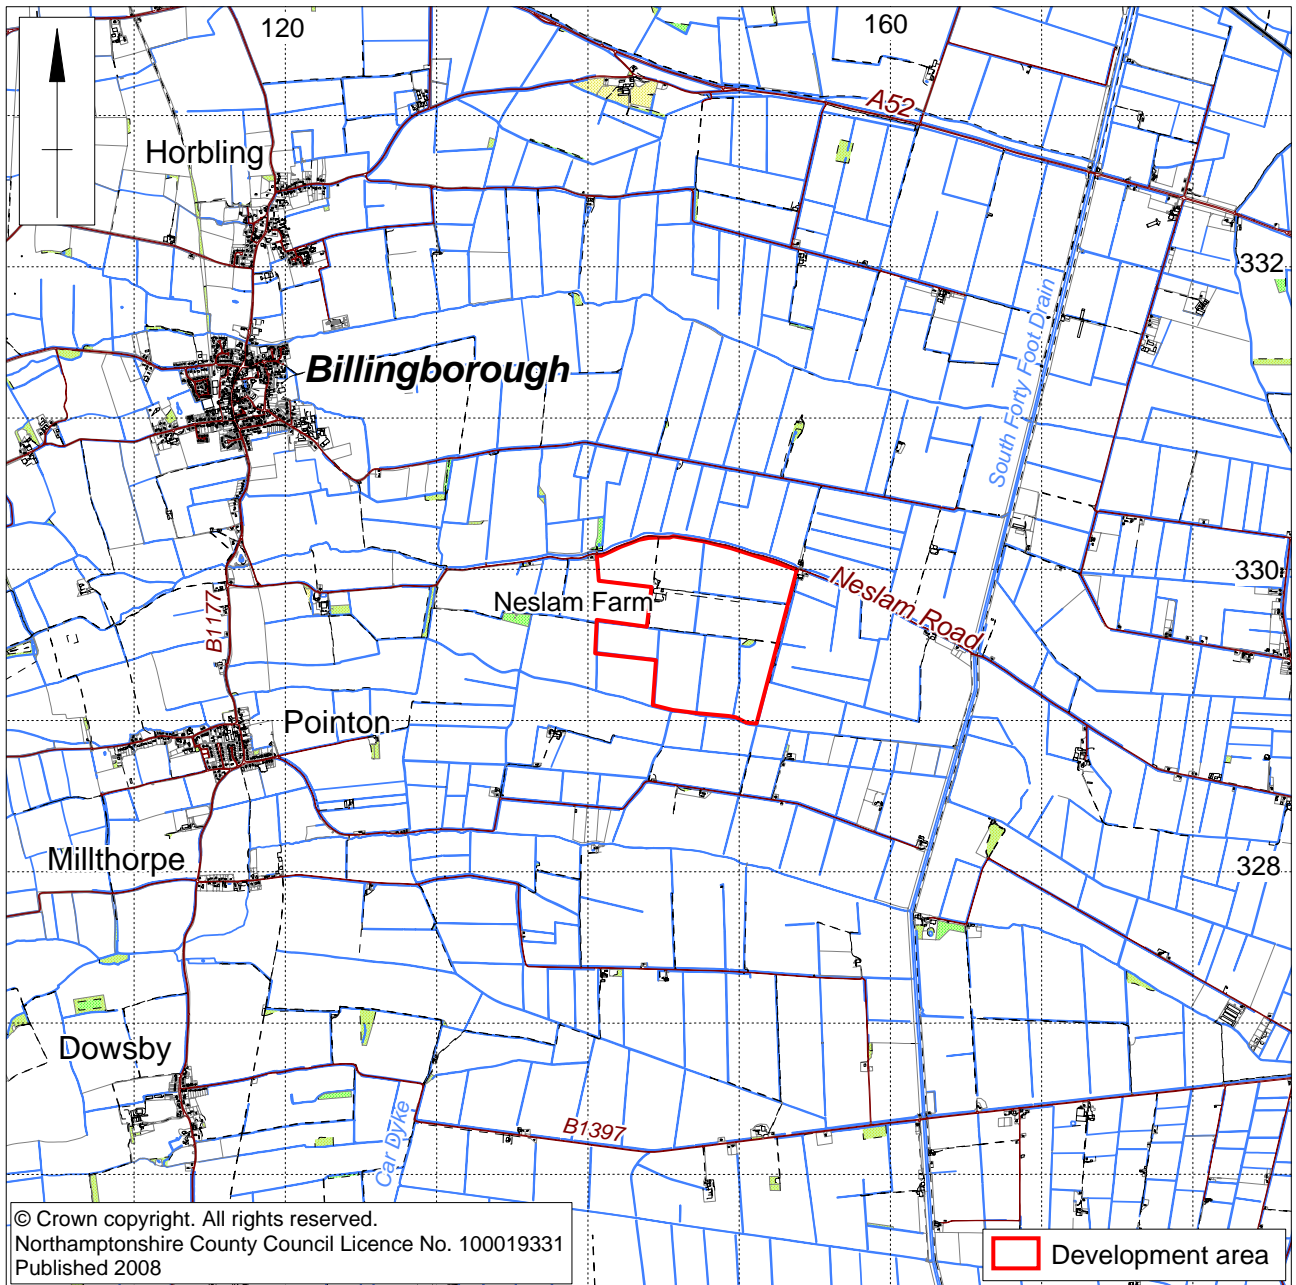 120
160
A52
Horbling
332
South Forty Foot Drain
Billingborough
330
Neslam Farm
Neslam Road
B1177
Pointon
Millthorpe
328
Dowsby
Car Dyke
B1397
© Crown copyright. All rights reserved.
Northamptonshire County Council Licence No. 100019331
Published 2008
Development area